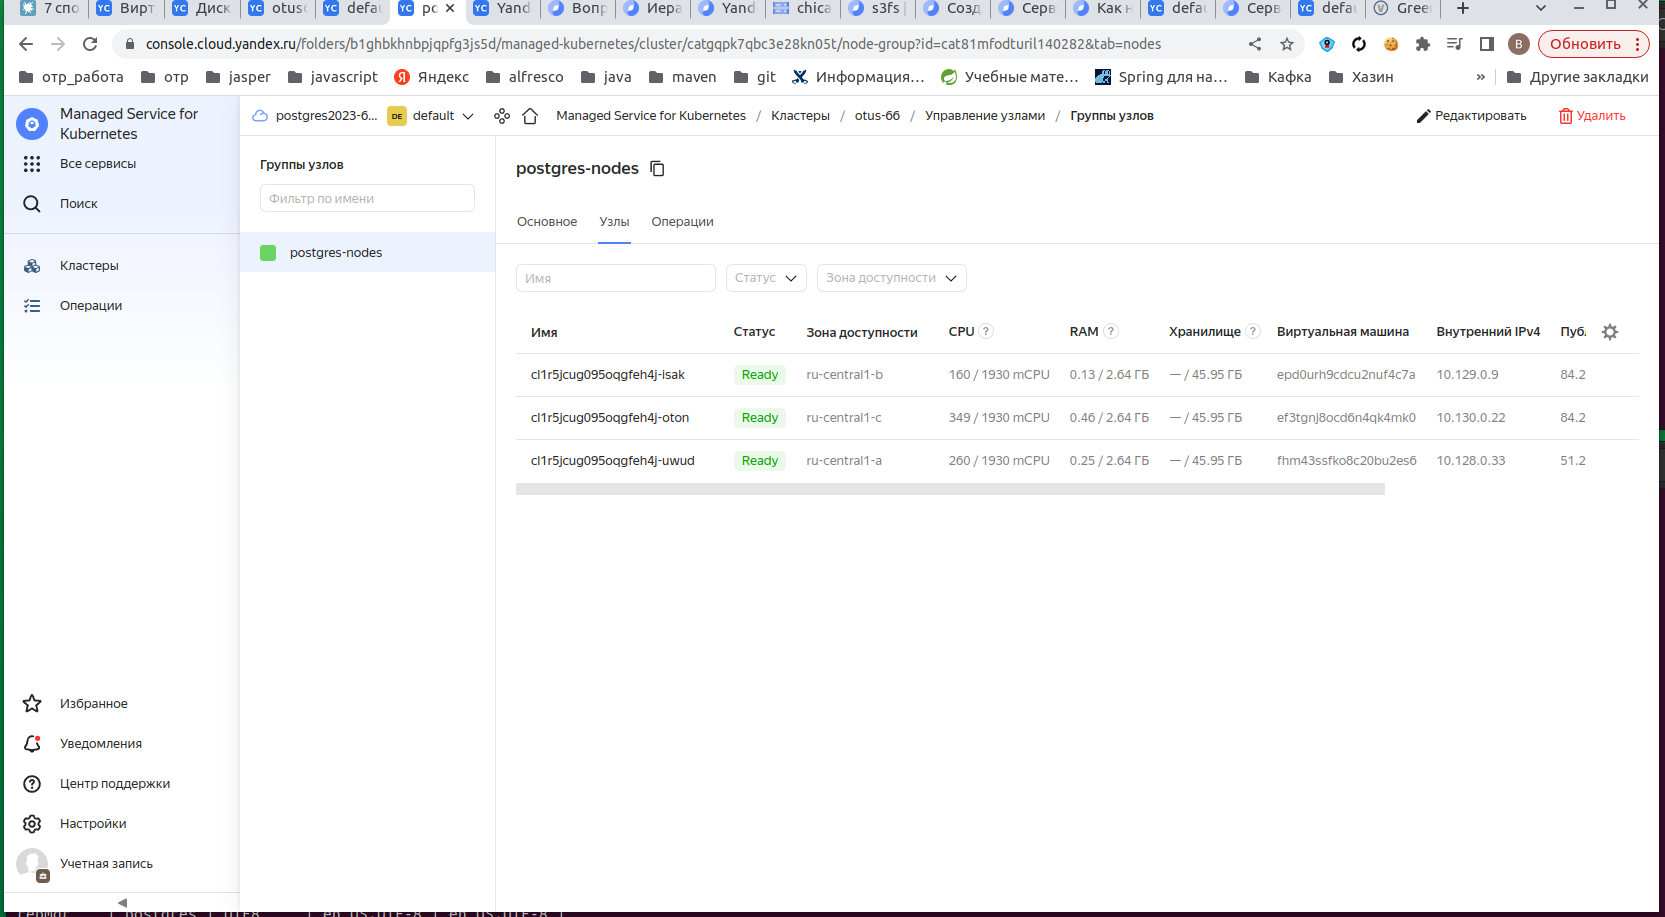 7 спо
Вирт
Диск
otus
defau
po
Yand
Вопр
Иера
Yand
chica
s3fs
Созд
Серв
Как н
defau
Серв
defau
Gree
console.cloud.yandex.ru/folders/b1ghbkhnbpjqpfg3js5d/managed-kubernetes/cluster/catgqpk7qbc3e28kn05t/node-group?id=cat81mfodturil140282&tab=nodes
B
Обновить
отр_работа
отр
jasper
javascript
Яндекс
alfresco
java
maven
git
Информация…
Учебные мате…
Spring для на…
Кафка
Хазин
»
Другие закладки
Managed Service for
Kubernetes
Все сервисы
Поиск
Кластеры
Операции
Избранное
Уведомления
Центр поддержки
Настройки
Учетная запись
postgres2023-6...
DE default
Managed Service for Kubernetes / Кластеры / otus-66 / Управление узлами / Группы узлов
Редактировать
Удалить
Группы узлов
Фильтр по имени
postgres-nodes
postgres-nodes
Основное Узлы Операции
Имя Статус Зона доступности
Имя Статус Зона доступности CPU ? RAM ? Хранилище ? Виртуальная машина Внутренний IPv4 Публ
cl1r5jcug095oqgfeh4j-isak Ready ru-central1-b 160 / 1930 mCPU 0.13 / 2.64 ГБ — / 45.95 ГБ epd0urh9cdcu2nuf4c7a 10.129.0.9 84.2
cl1r5jcug095oqgfeh4j-oton Ready ru-central1-c 349 / 1930 mCPU 0.46 / 2.64 ГБ — / 45.95 ГБ ef3tgnj8ocd6n4qk4mk0 10.130.0.22 84.2
cl1r5jcug095oqgfeh4j-uwud Ready ru-central1-a 260 / 1930 mCPU 0.25 / 2.64 ГБ — / 45.95 ГБ fhm43ssfko8c20bu2es6 10.128.0.33 51.2